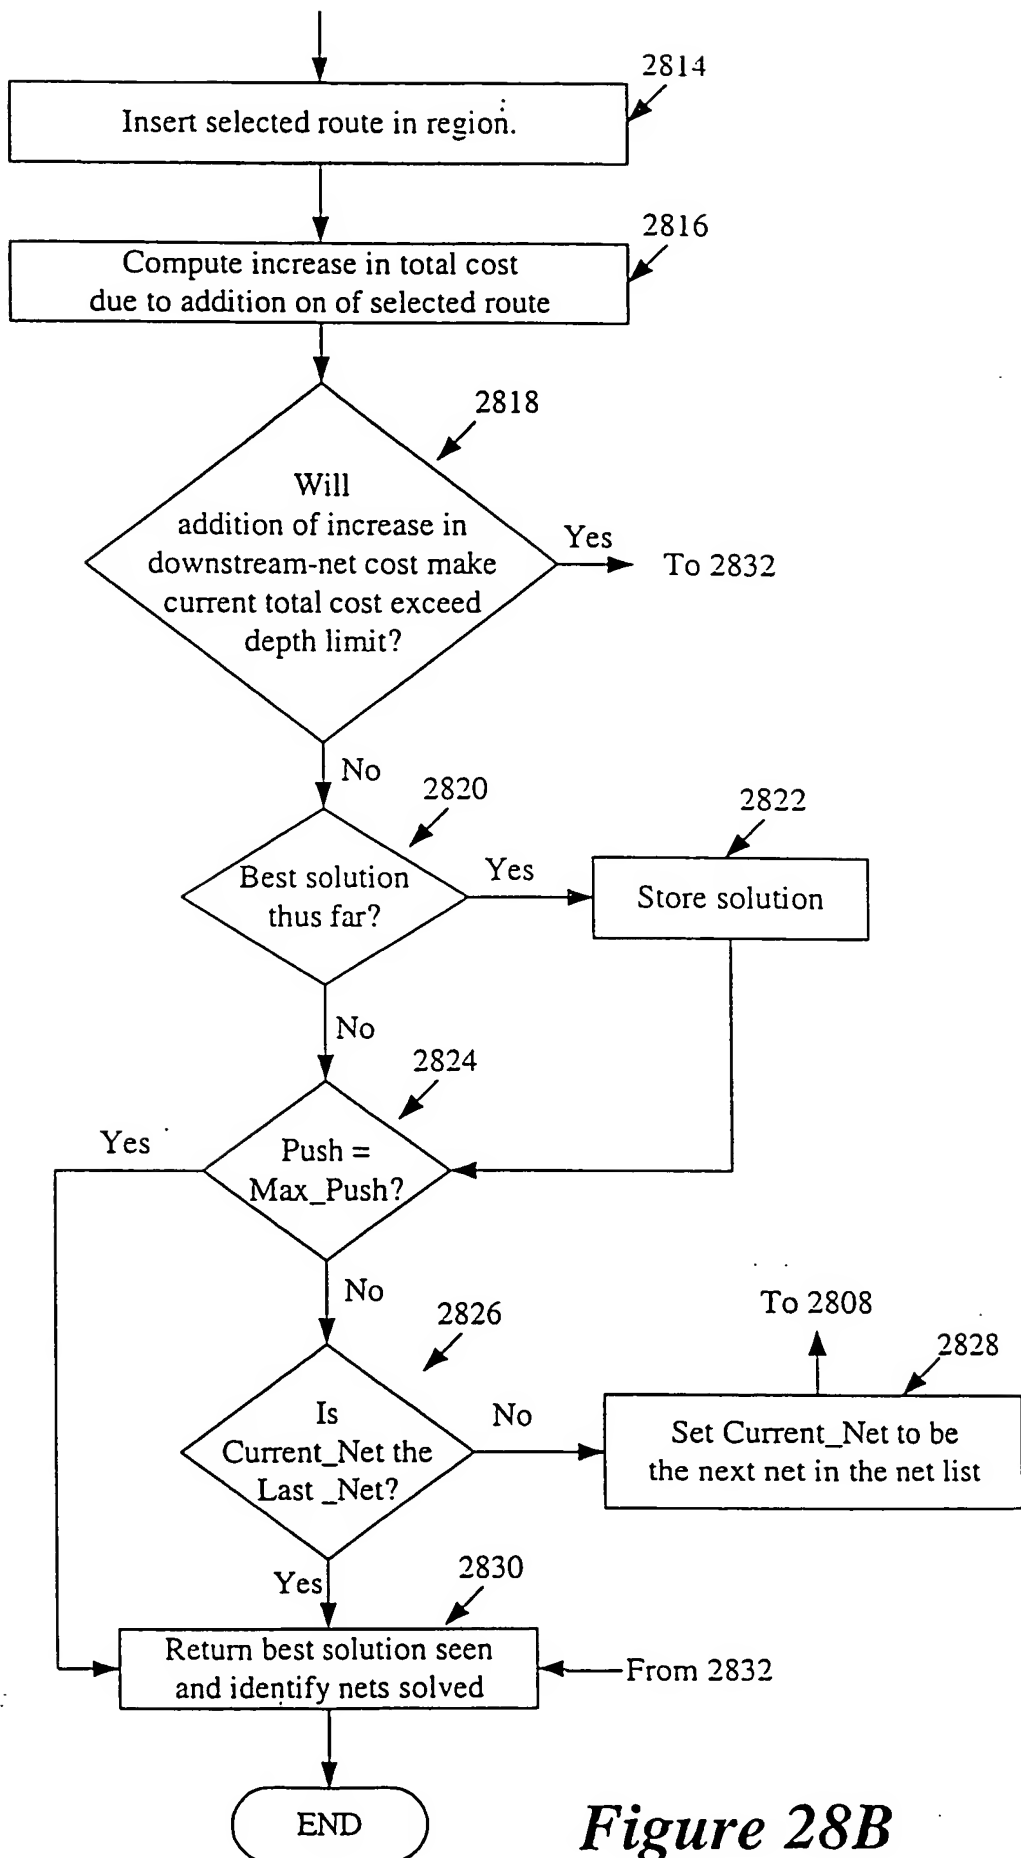 2814
Insert selected route in region.
2816
Compute increase in total cost
due to addition on of selected route
2818
Will
addition of increase in
downstream-net cost make
current total cost exceed
depth limit?
Yes
To 2832
No
2820
2822
Best solution
thus far?
Yes
Store solution
No
2824
Yes
Push =
Max_Push?
No
To 2808
2826
2828
Is
Current_Net the
Last _Net?
No
Set Current_Net to be
the next net in the net list
Yes
2830
Return best solution seen
and identify nets solved
From 2832
END
Figure 28B